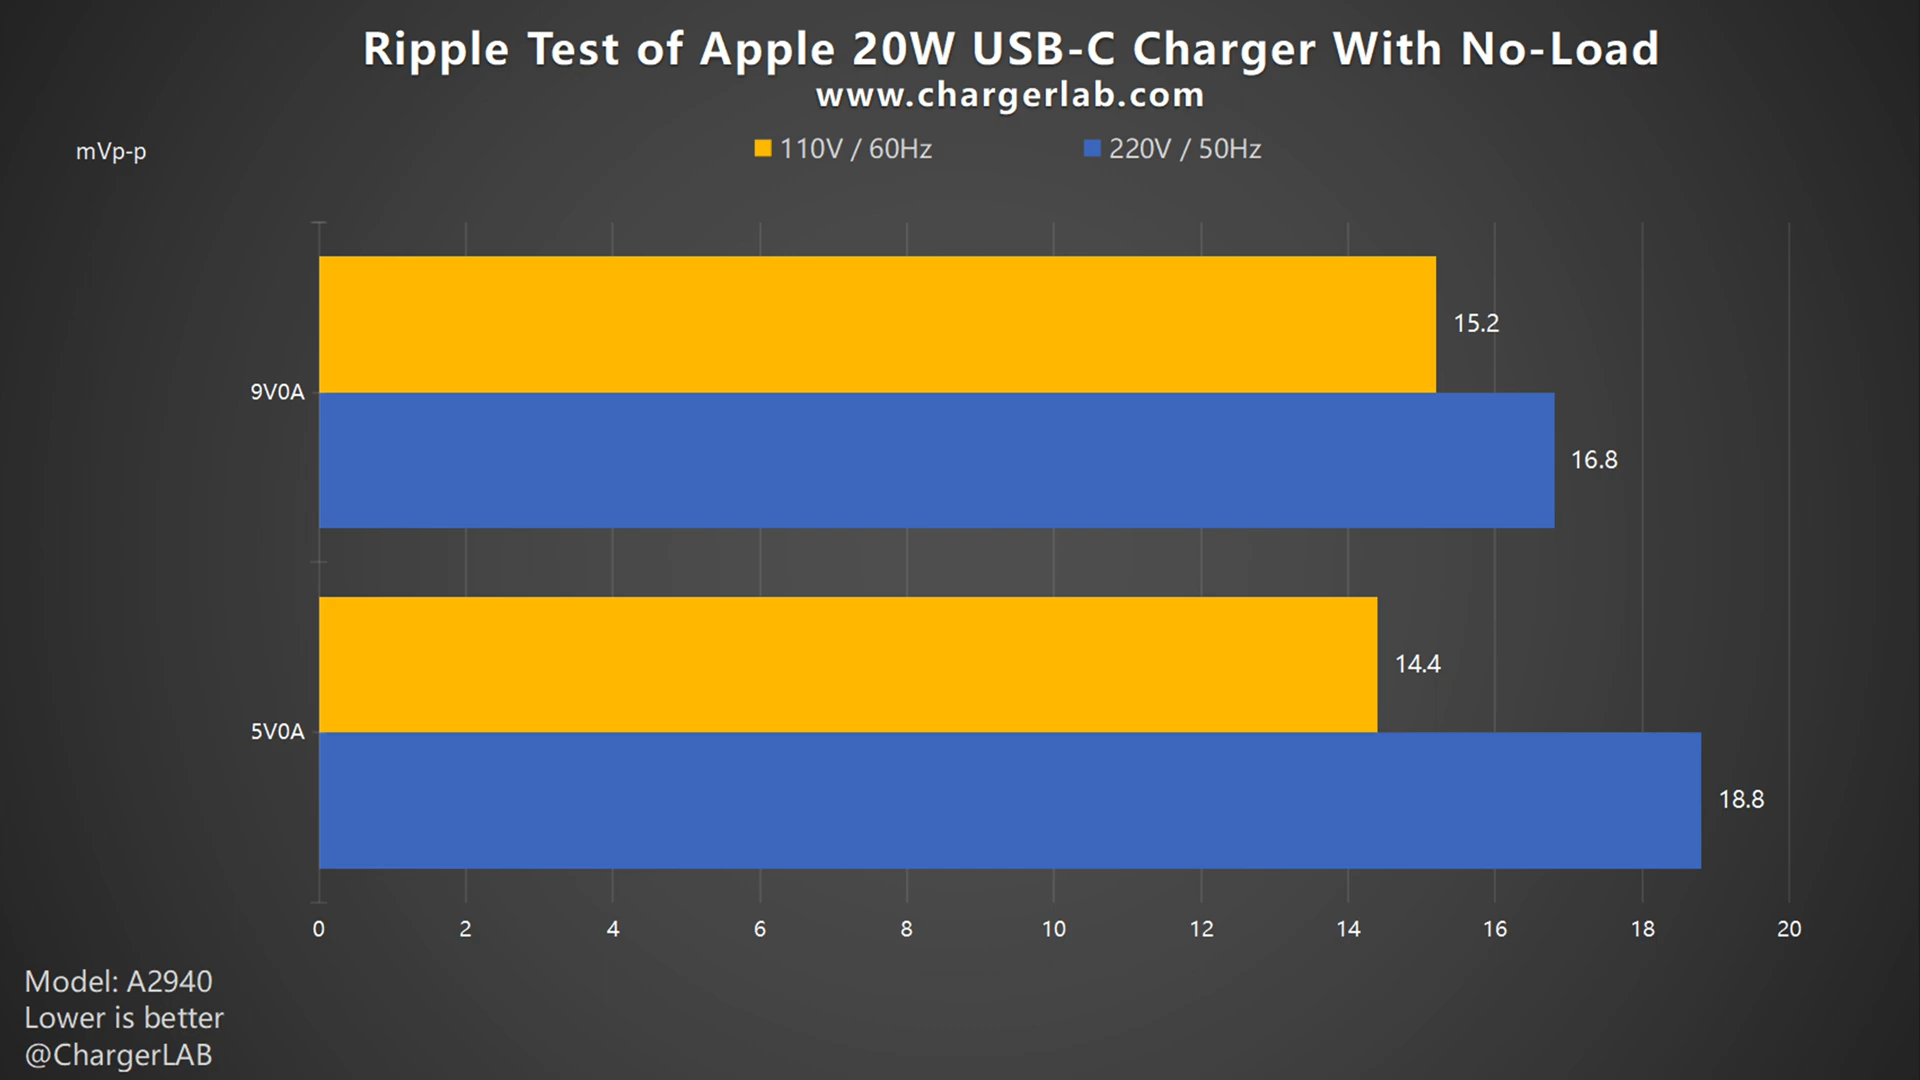 Ripple Test of Apple 20W USB-C Charger With No-Load
www.chargerlab.com
mVp-p
110V / 60Hz
220V / 50Hz
15.2
9V0A
16.8
14.4
5V0A
18.8
0 2 4 6 8 10 12 14 16 18 20
Model: A2940
Lower is better
@ChargerLAB